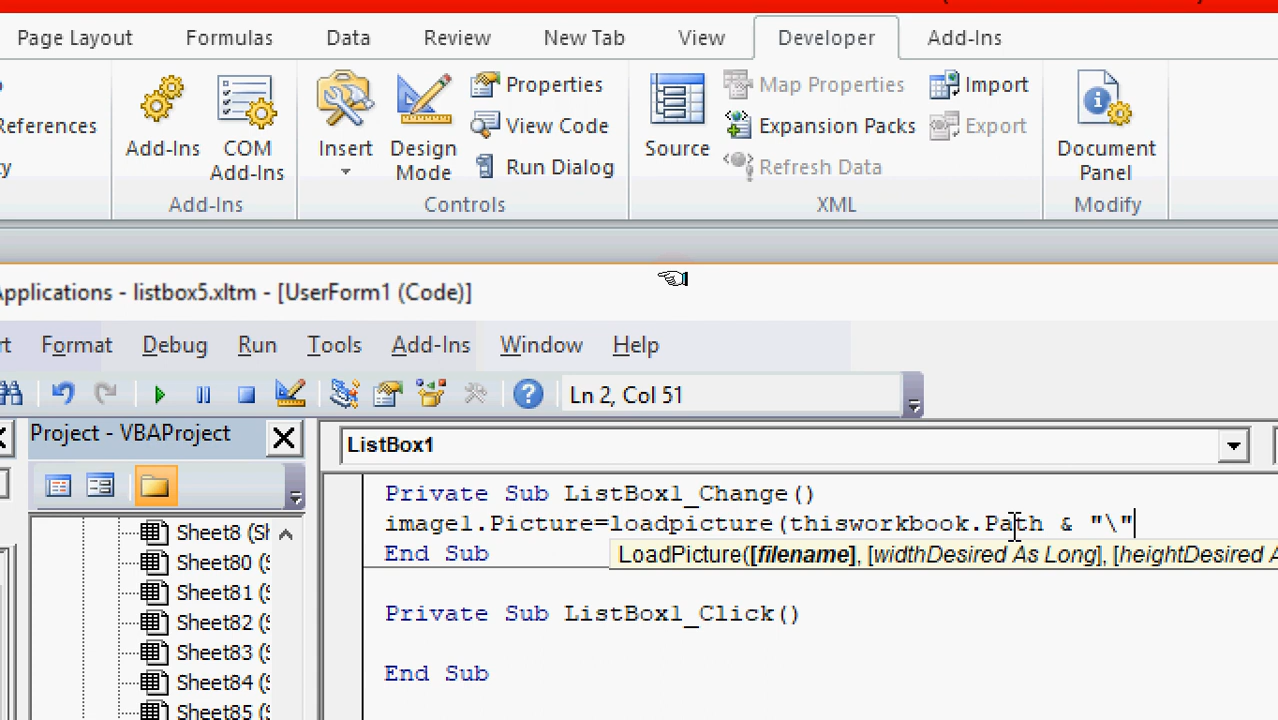 Page Layout Formulas Data Review New Tab View Developer Add-Ins
Properties Map Properties Import
References View Code Expansion Packs Export
Add-Ins COM Add-Ins Insert Design Mode Run Dialog Source Refresh Data Document Panel
Add-Ins Controls XML Modify
Applications - listbox5.xltm - [UserForm1 (Code)]
Format Debug Run Tools Add-Ins Window Help
Ln 2, Col 51
Project - VBAProject
ListBox1
Private Sub ListBox1_Change()
image1.Picture=loadpicture(thisworkbook.Path & "\"
End Sub
LoadPicture([filename], [widthDesired As Long], [heightDesired A
Private Sub ListBox1_Click()
End Sub
Sheet8 (Sh
Sheet80 (S
Sheet81 (S
Sheet82 (S
Sheet83 (S
Sheet84 (S
Sheet85 (S